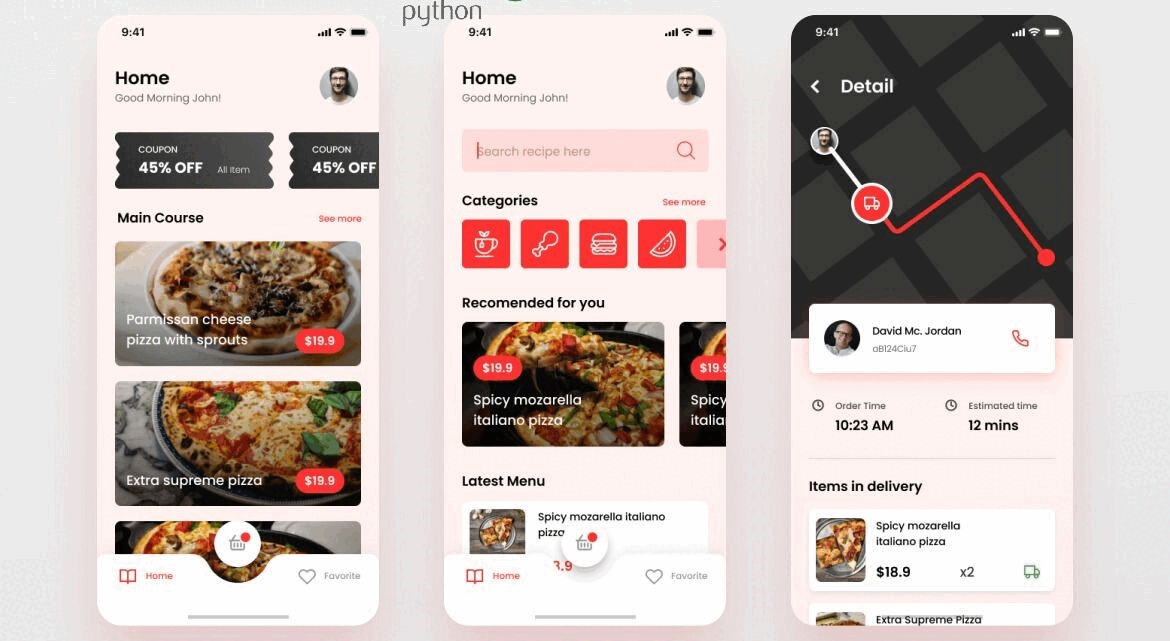 python
9:41
Home
Good Morning John!
COUPON
45% OFF
All Item
COUPON
45% OFF
Main Course
See more
Parmissan cheese
pizza with sprouts
$19.9
Extra supreme pizza
$19.9
Home
Favorite
9:41
Home
Good Morning John!
Search recipe here
Categories
See more
Recomended for you
$19.9
Spicy mozarella
italiano pizza
$19.9
Spicy
italia
Latest Menu
Spicy mozarella italiano
pizza
8.9
Home
Favorite
9:41
Detail
David Mc. Jordan
aB124Ciu7
Order Time
10:23 AM
Estimated time
12 mins
Items in delivery
Spicy mozarella
italiano pizza
$18.9
x2
Extra Supreme Pizza